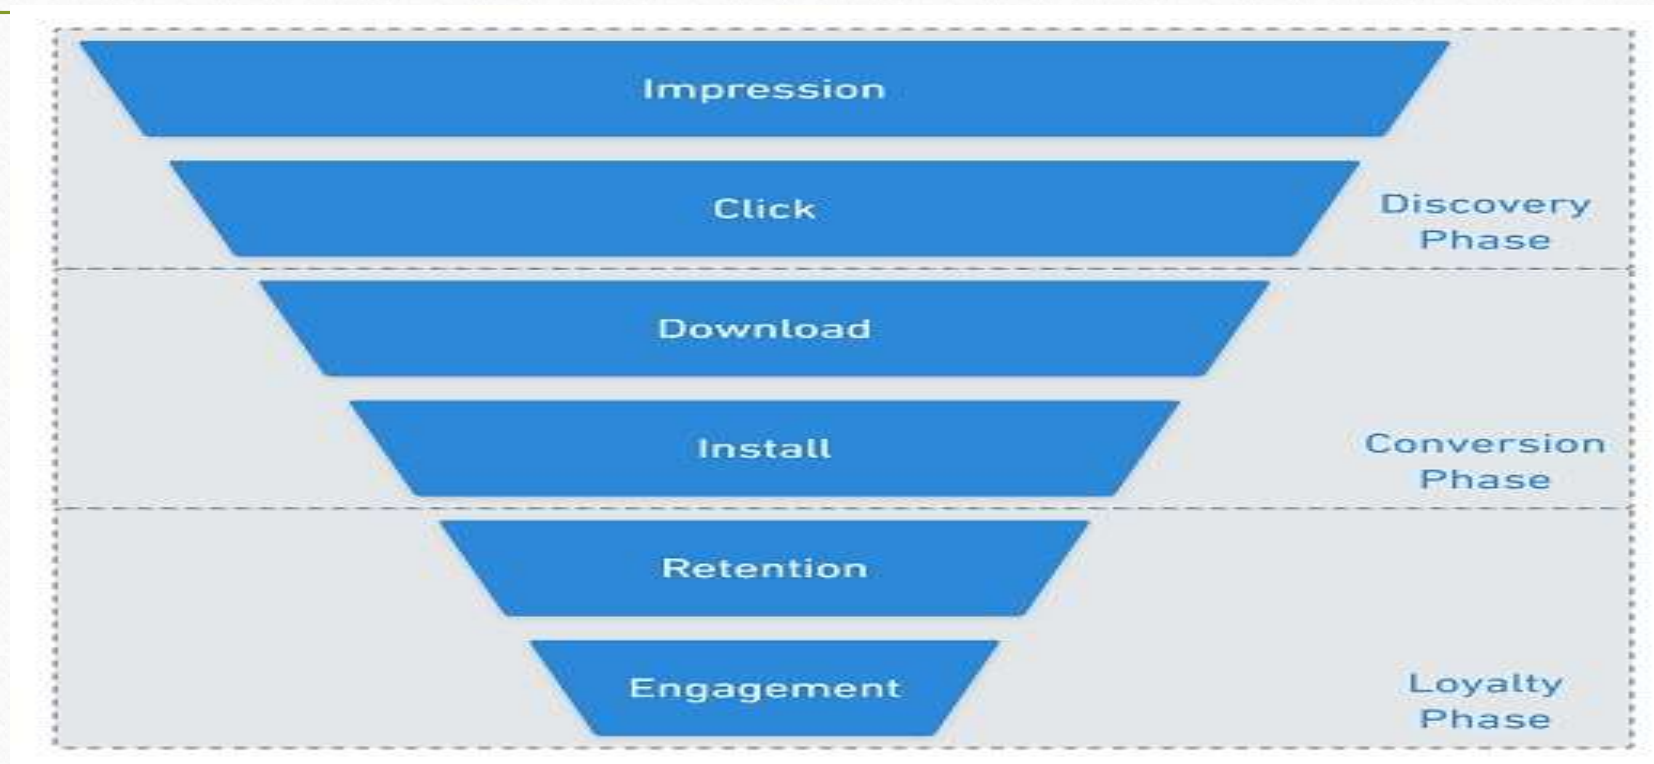 Impression
Click
Discovery
Phase
Download
Install
Conversion
Phase
Retention
Engagement
Loyalty
Phase